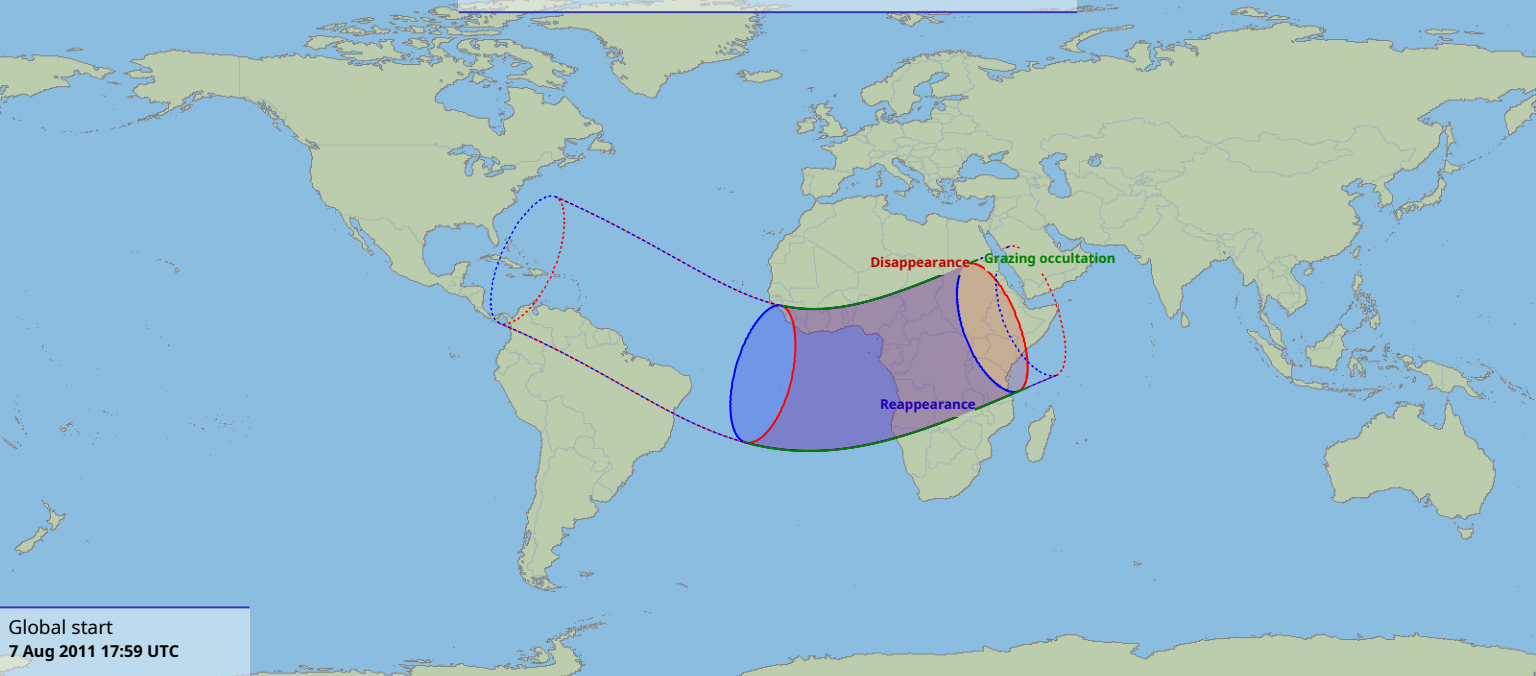 Disappearance
Grazing occultation
Reappearance
Global start
7 Aug 2011 17:59 UTC